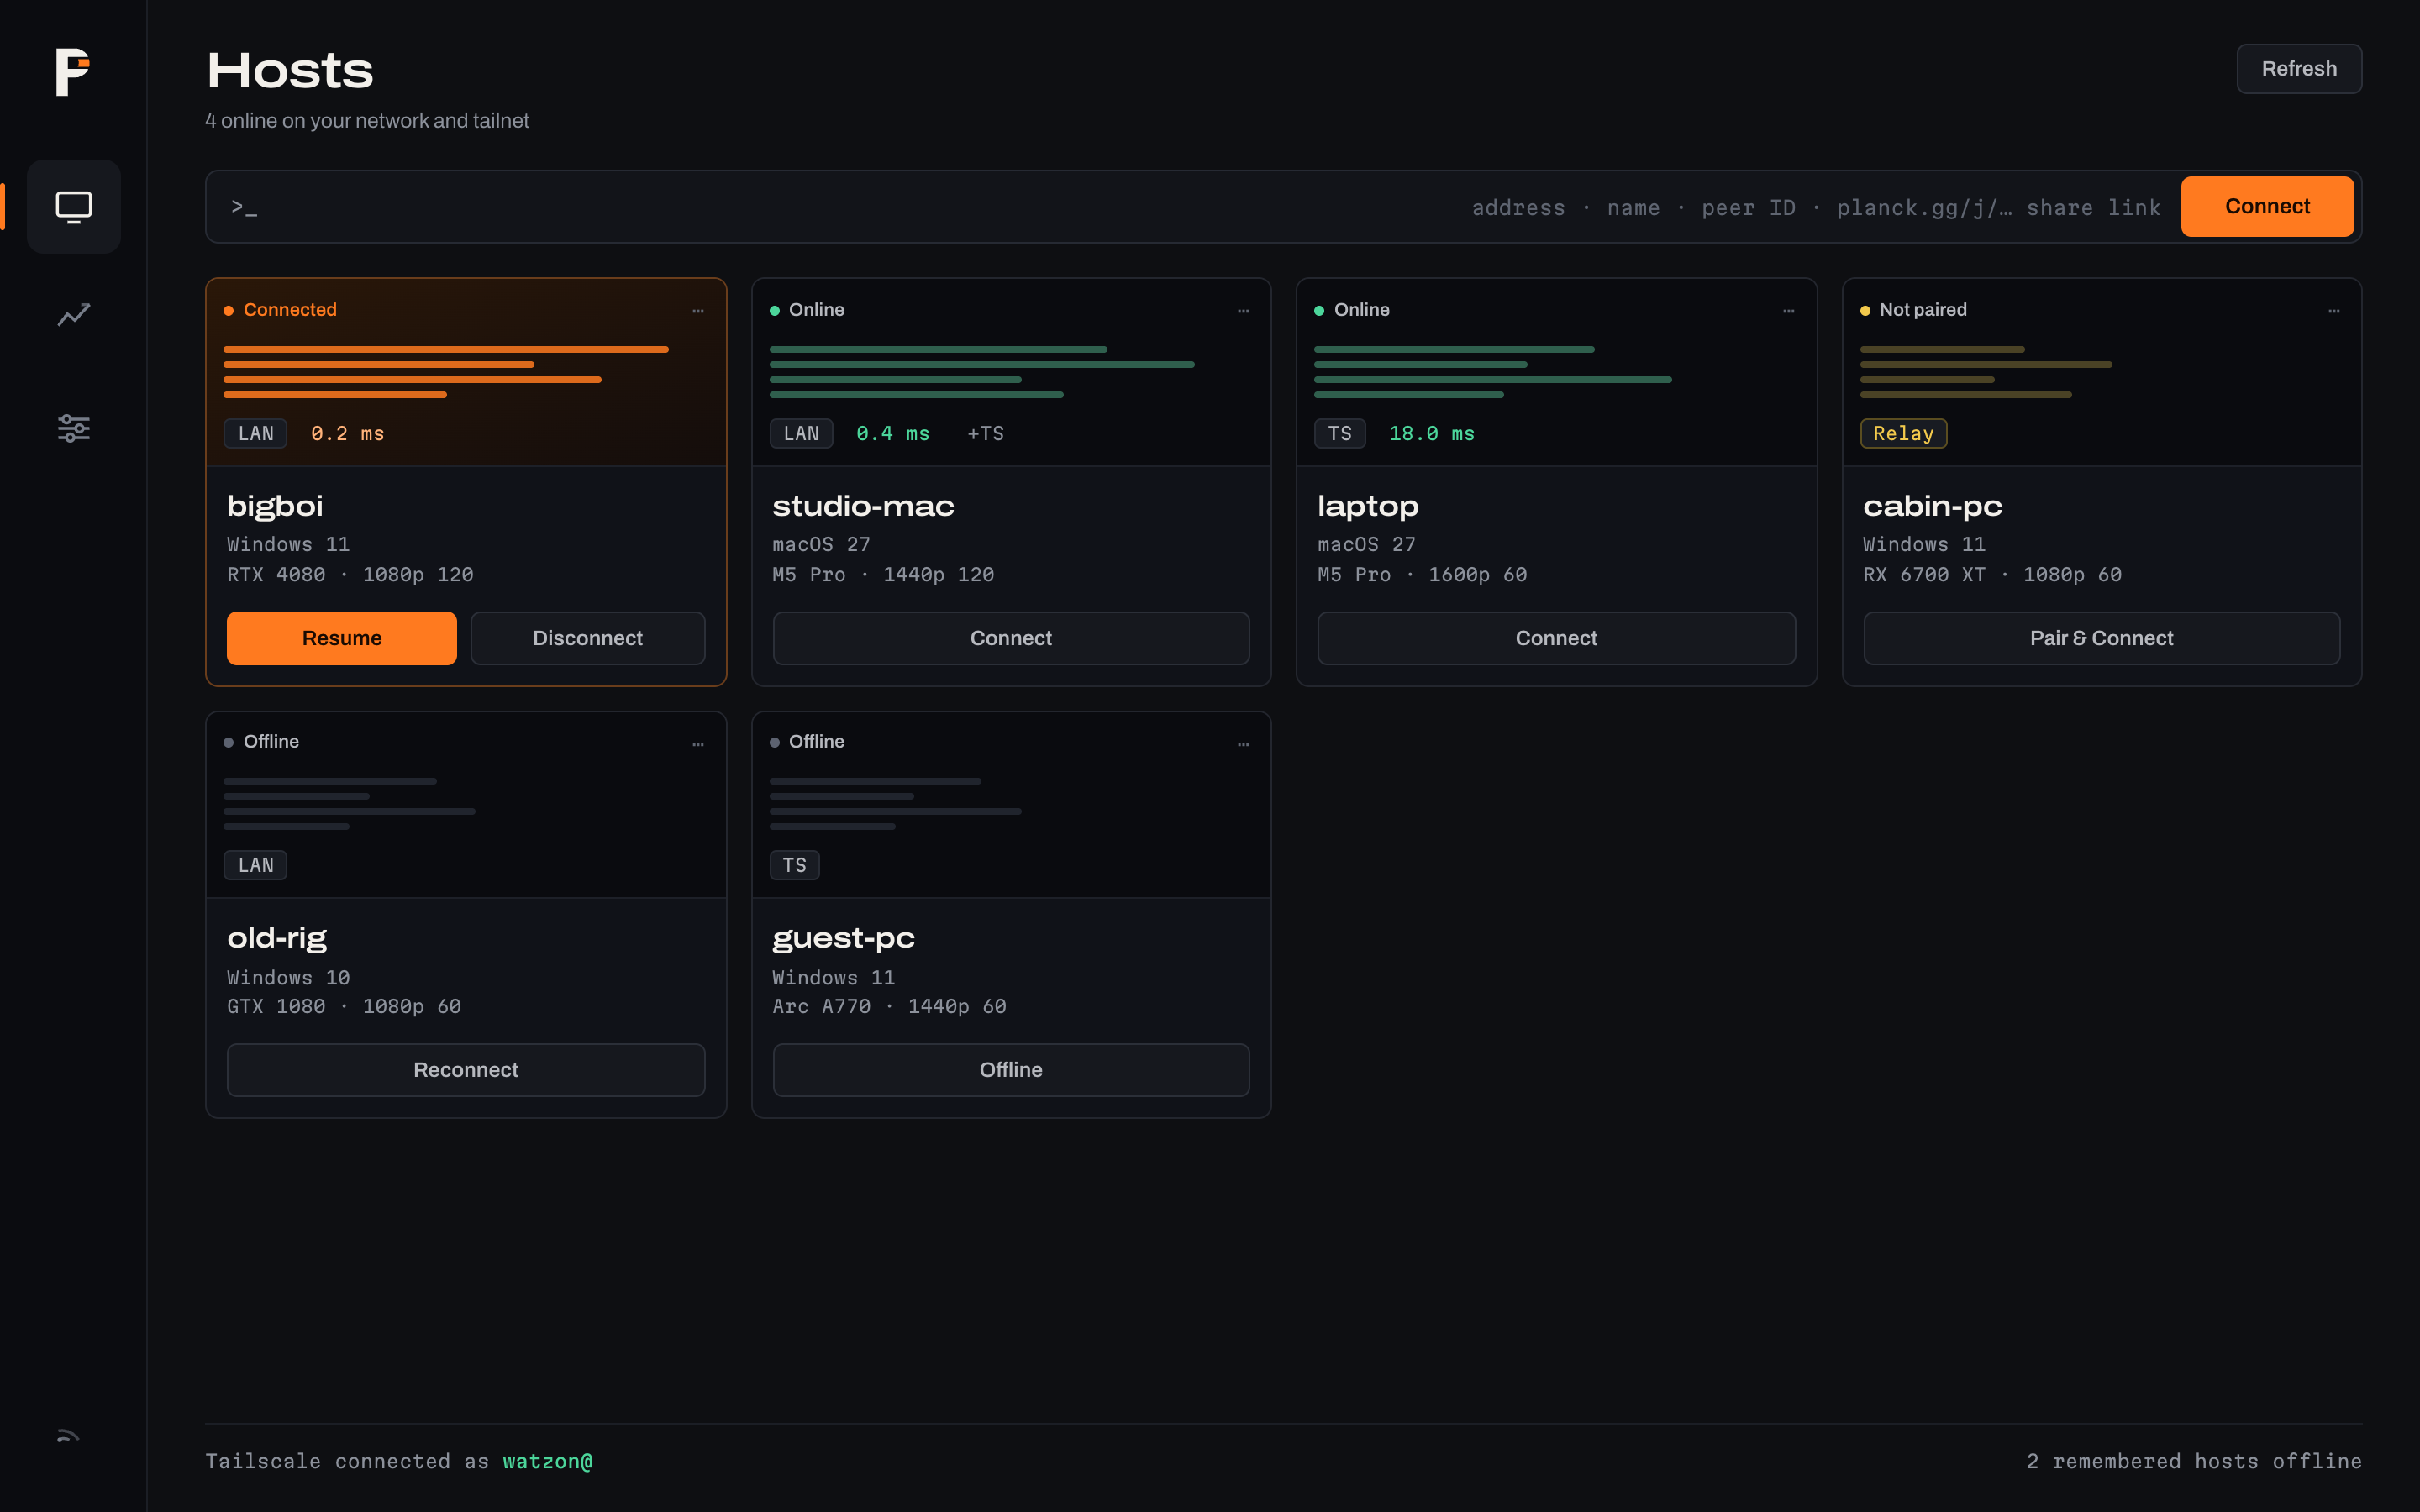 Hosts
Refresh
4 online on your network and tailnet
>_ address · name · peer ID · planck.gg/j/… share link Connect
Connected ···
LAN 0.2 ms
bigboi
Windows 11
RTX 4080 · 1080p 120
Resume Disconnect
Online ···
LAN 0.4 ms +TS
studio-mac
macOS 27
M5 Pro · 1440p 120
Connect
Online ···
TS 18.0 ms
laptop
macOS 27
M5 Pro · 1600p 60
Connect
Not paired ···
Relay
cabin-pc
Windows 11
RX 6700 XT · 1080p 60
Pair & Connect
Offline ···
LAN
old-rig
Windows 10
GTX 1080 · 1080p 60
Reconnect
Offline ···
TS
guest-pc
Windows 11
Arc A770 · 1440p 60
Offline
Tailscale connected as watzon@
2 remembered hosts offline